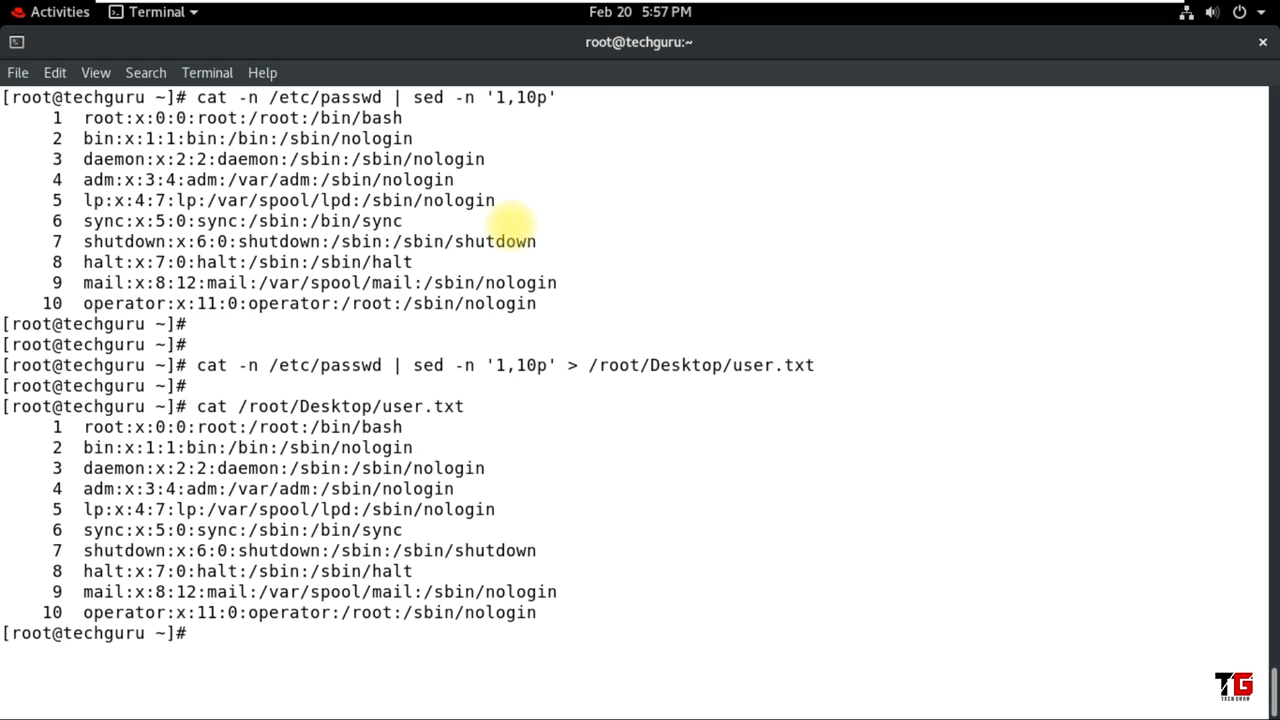 Activities Terminal Feb 20 5:57 PM
root@techguru:~
File Edit View Search Terminal Help
[root@techguru ~]# cat -n /etc/passwd | sed -n '1,10p'
     1  root:x:0:0:root:/root:/bin/bash
     2  bin:x:1:1:bin:/bin:/sbin/nologin
     3  daemon:x:2:2:daemon:/sbin:/sbin/nologin
     4  adm:x:3:4:adm:/var/adm:/sbin/nologin
     5  lp:x:4:7:lp:/var/spool/lpd:/sbin/nologin
     6  sync:x:5:0:sync:/sbin:/bin/sync
     7  shutdown:x:6:0:shutdown:/sbin:/sbin/shutdown
     8  halt:x:7:0:halt:/sbin:/sbin/halt
     9  mail:x:8:12:mail:/var/spool/mail:/sbin/nologin
    10  operator:x:11:0:operator:/root:/sbin/nologin
[root@techguru ~]#
[root@techguru ~]#
[root@techguru ~]# cat -n /etc/passwd | sed -n '1,10p' > /root/Desktop/user.txt
[root@techguru ~]#
[root@techguru ~]# cat /root/Desktop/user.txt
     1  root:x:0:0:root:/root:/bin/bash
     2  bin:x:1:1:bin:/bin:/sbin/nologin
     3  daemon:x:2:2:daemon:/sbin:/sbin/nologin
     4  adm:x:3:4:adm:/var/adm:/sbin/nologin
     5  lp:x:4:7:lp:/var/spool/lpd:/sbin/nologin
     6  sync:x:5:0:sync:/sbin:/bin/sync
     7  shutdown:x:6:0:shutdown:/sbin:/sbin/shutdown
     8  halt:x:7:0:halt:/sbin:/sbin/halt
     9  mail:x:8:12:mail:/var/spool/mail:/sbin/nologin
    10  operator:x:11:0:operator:/root:/sbin/nologin
[root@techguru ~]#
TG
TECH GURU